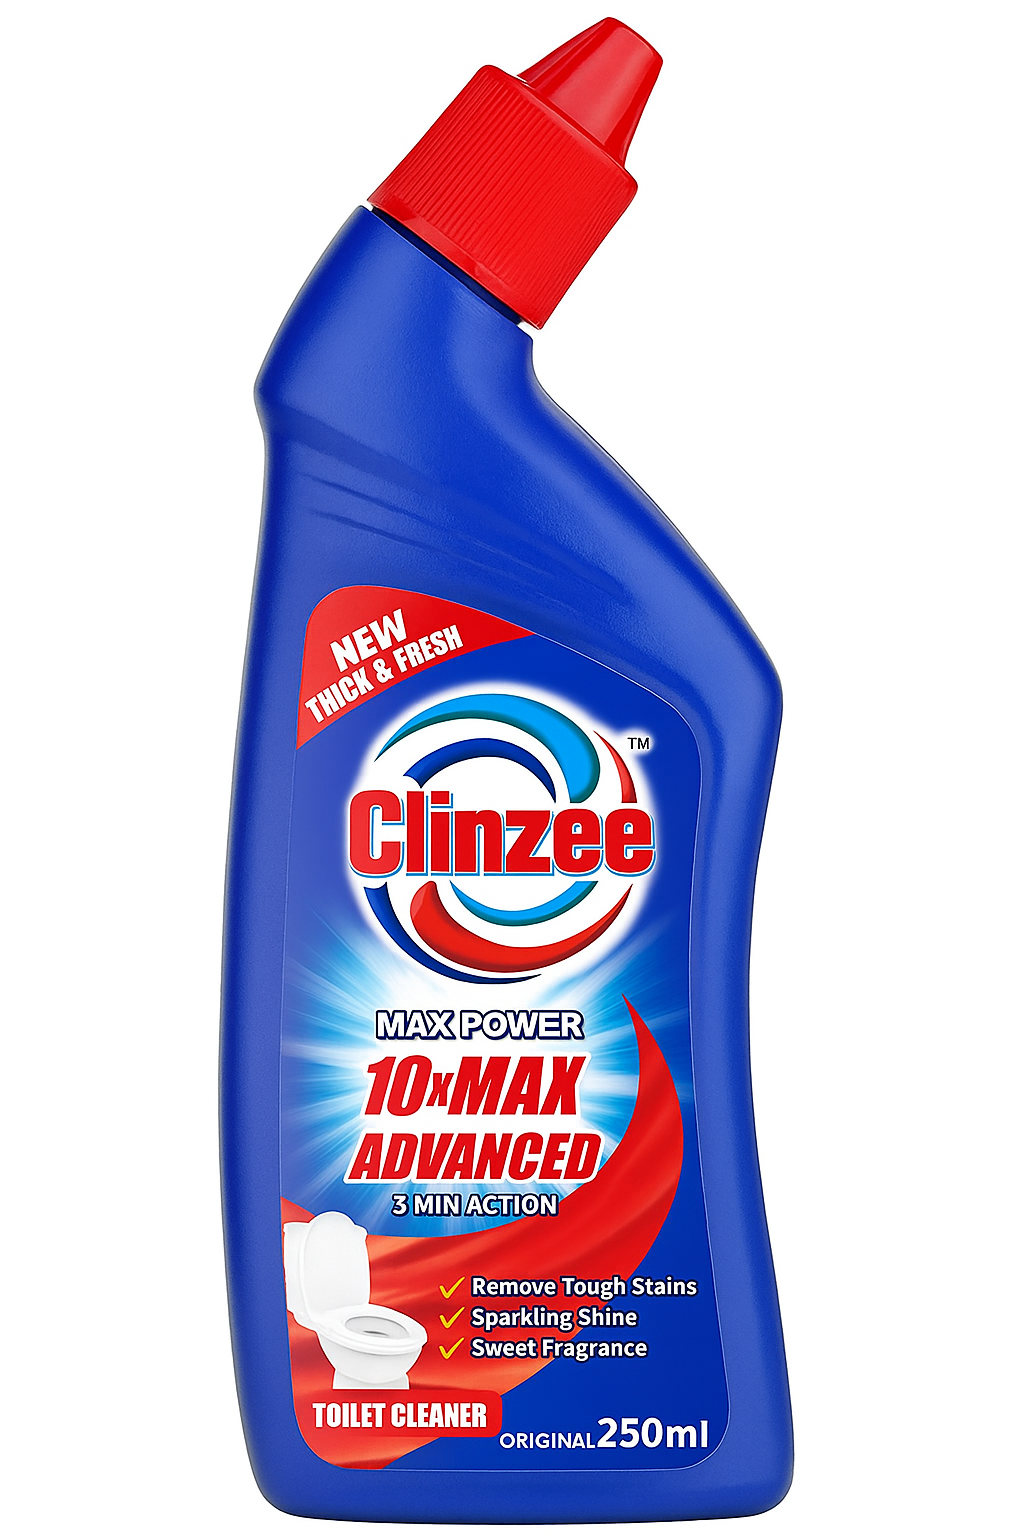 NEW
THICK & FRESH
TM
Clinzee
MAX POWER
10xMAX
ADVANCED
3 MIN ACTION
Remove Tough Stains
Sparkling Shine
Sweet Fragrance
TOILET CLEANER
ORIGINAL 250ml